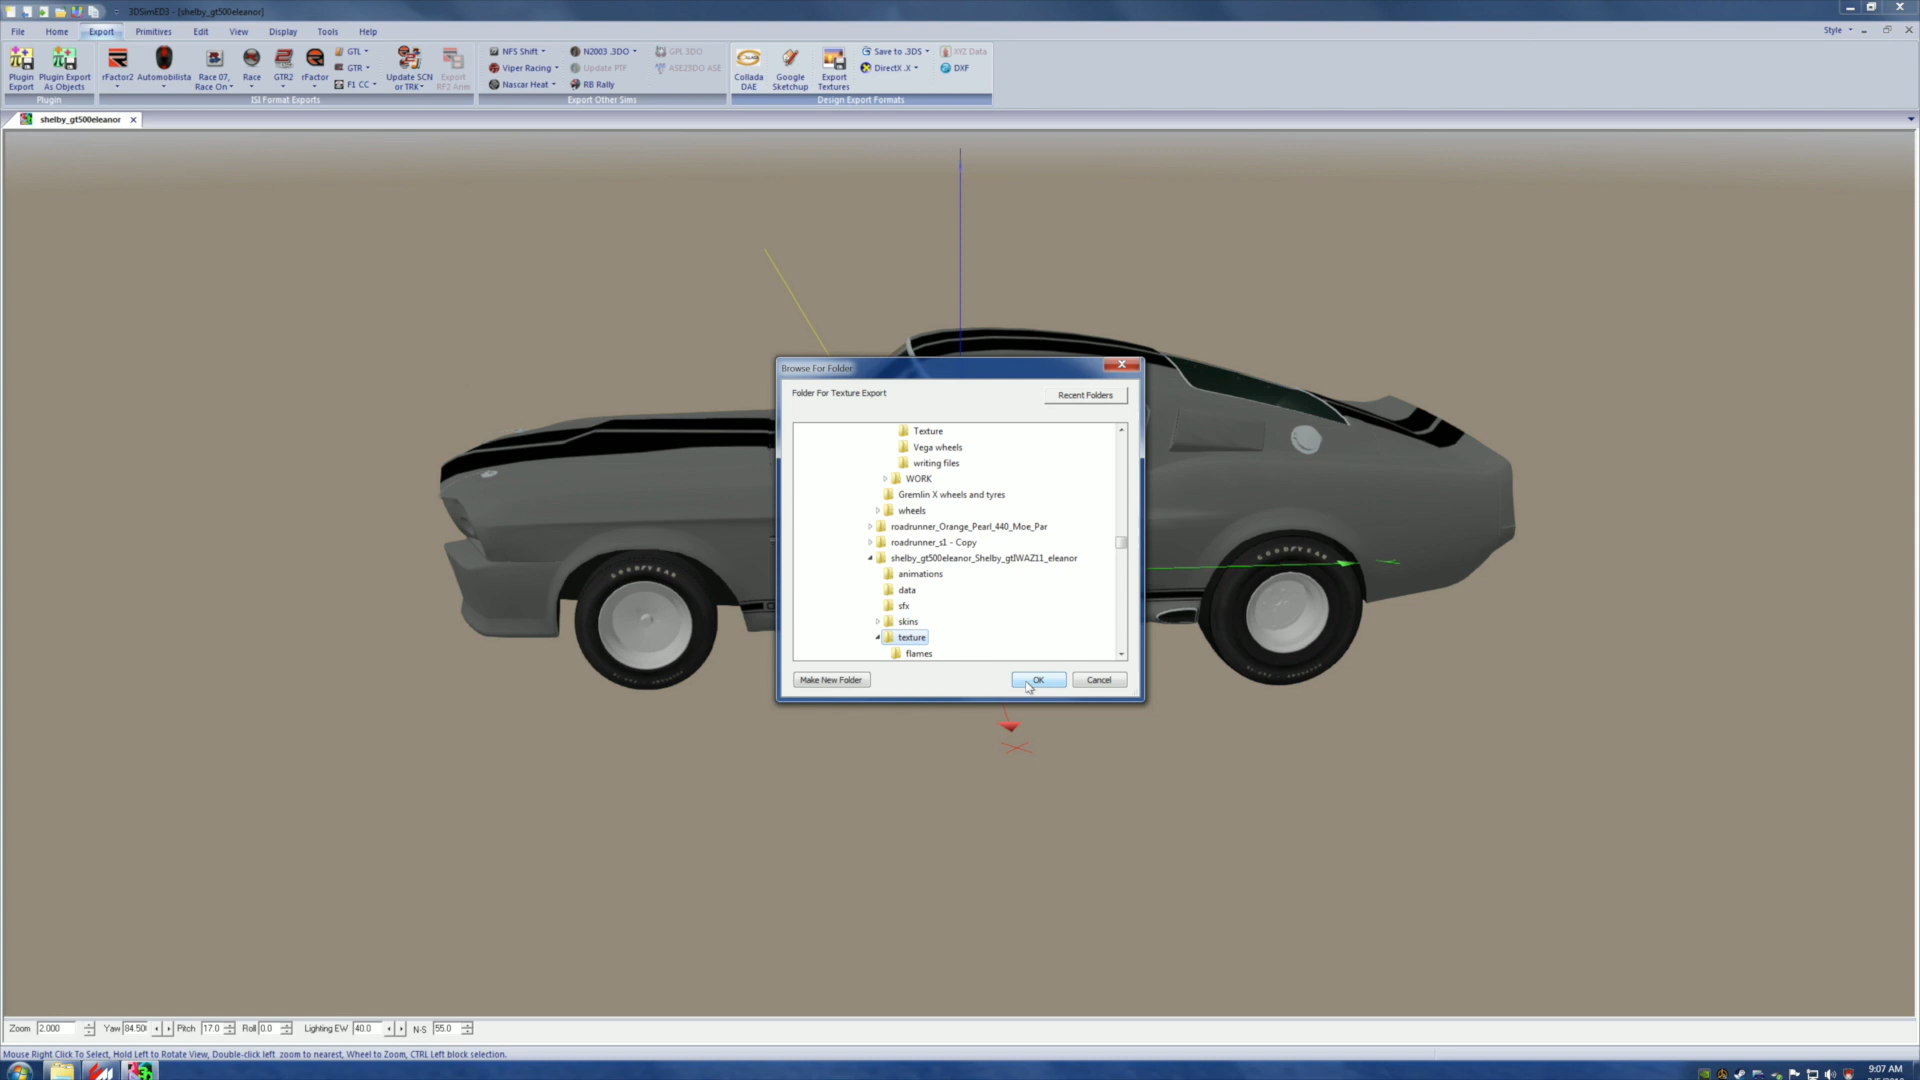 3DSimED3 - [shelby_gt500eleanor]
File Home Export Primitives Edit View Display Tools Help
Style
Plugin Export
Plugin Export As Objects
Plugin
rFactor2
Automobilista
Race 07, Race On
Race
GTR2
rFactor
GTL
GTR
F1 CC
Update SCN or TRK
Export RF2 Anm
ISI Format Exports
NFS Shift
Viper Racing
Nascar Heat
N2003 .3DO
Update PTF
RB Rally
GPL 3DO
ASE23DO ASE
Export Other Sims
Collada DAE
Google Sketchup
Export Textures
Save to .3DS
DirectX .X
XYZ Data
DXF
Design Export Formats
shelby_gt500eleanor
Browse For Folder
Folder For Texture Export
Recent Folders
Texture
Vega wheels
writing files
WORK
Gremlin X wheels and tyres
wheels
roadrunner_Orange_Pearl_440_Moe_Par
roadrunner_s1 - Copy
shelby_gt500eleanor_Shelby_gtIWAZ11_eleanor
animations
data
sfx
skins
texture
flames
Make New Folder OK Cancel
GOODYEAR
GOODYEAR
Zoom 2.000 Yaw 84.50 Pitch 17.0 Roll 0.0 Lighting EW 40.0 N-S 55.0
Mouse Right Click To Select, Hold Left to Rotate View, Double-click left zoom to nearest, Wheel to Zoom, CTRL Left block selection.
9:07 AM